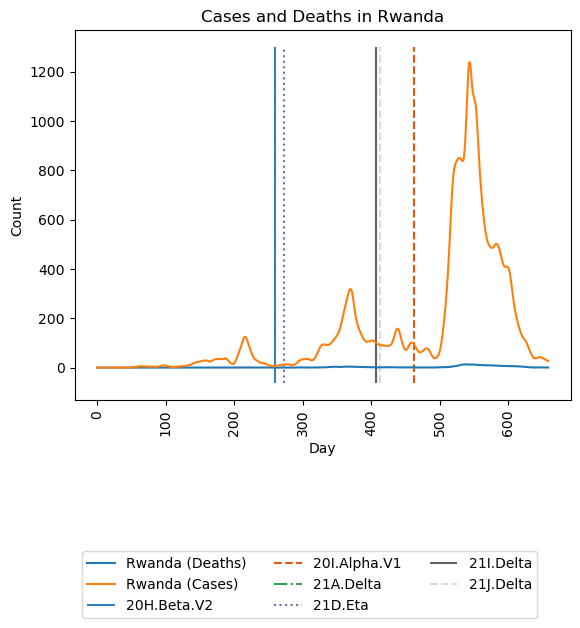 Cases and Deaths in Rwanda
Count
1200
1000
800
600
400
200
0
0 100 200 300 400 500 600
Day
Rwanda (Deaths) 20I.Alpha.V1 21I.Delta
Rwanda (Cases) 21A.Delta 21J.Delta
20H.Beta.V2 21D.Eta